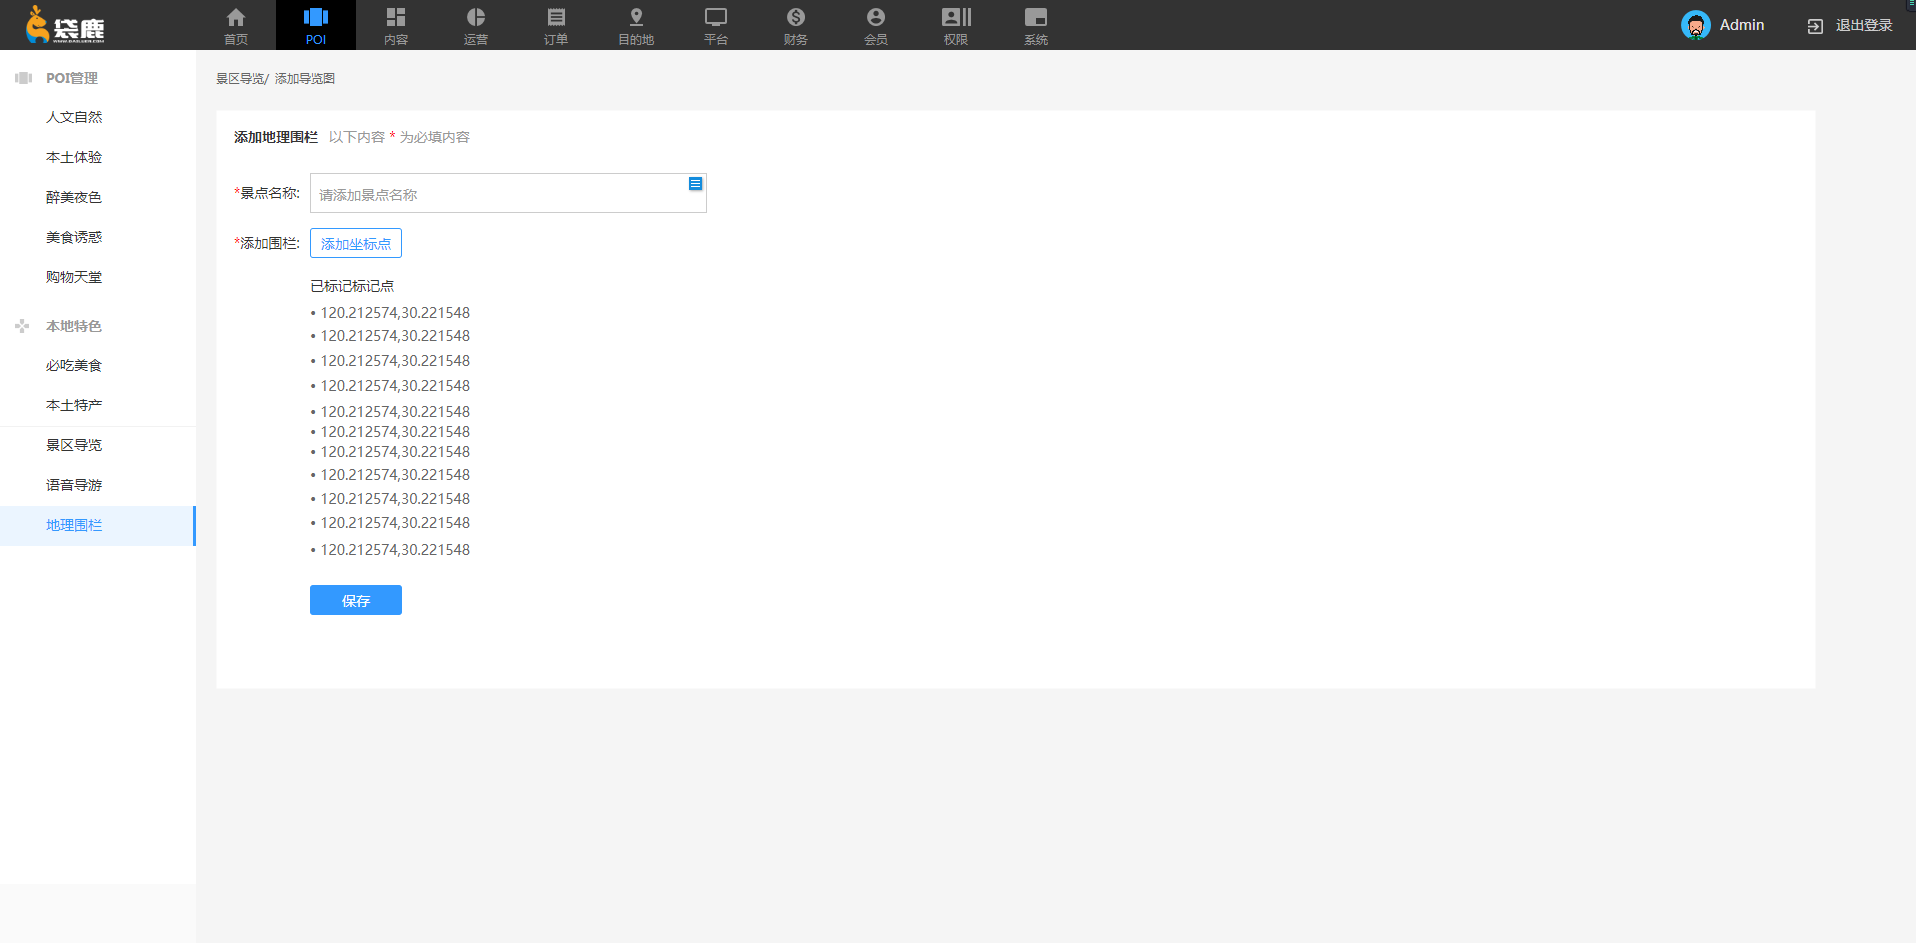 袋鹿
首页
POI
内容
运营
订单
目的地
平台
财务
会员
权限
系统
Admin
退出登录
POI管理
人文自然
本土体验
醉美夜色
美食诱惑
购物天堂
本地特色
必吃美食
本土特产
景区导览
语音导游
地理围栏
景区导览/ 添加导览图
添加地理围栏 以下内容 * 为必填内容
*景点名称: 请添加景点名称
*添加围栏: 添加坐标点
已标记标记点
• 120.212574,30.221548
• 120.212574,30.221548
• 120.212574,30.221548
• 120.212574,30.221548
• 120.212574,30.221548
• 120.212574,30.221548
• 120.212574,30.221548
• 120.212574,30.221548
• 120.212574,30.221548
• 120.212574,30.221548
• 120.212574,30.221548
保存